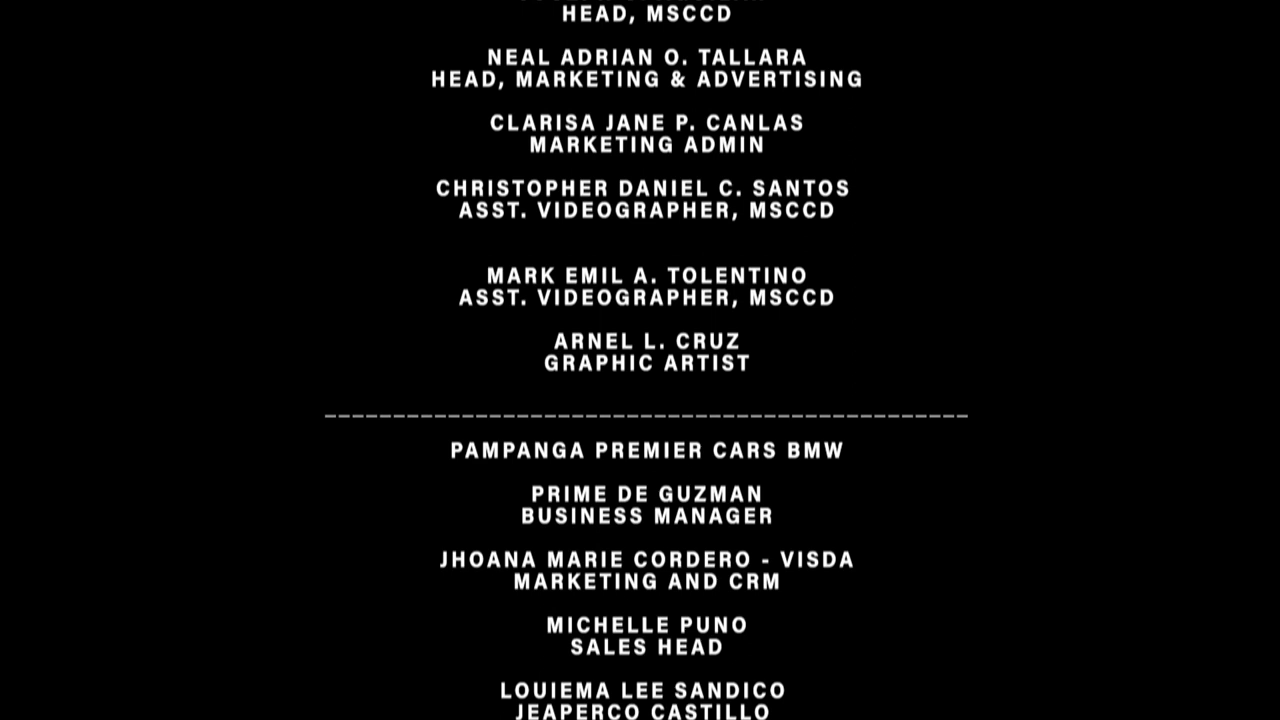 HEAD, MSCCD
NEAL ADRIAN O. TALLARA
HEAD, MARKETING & ADVERTISING
CLARISA JANE P. CANLAS
MARKETING ADMIN
CHRISTOPHER DANIEL C. SANTOS
ASST. VIDEOGRAPHER, MSCCD
MARK EMIL A. TOLENTINO
ASST. VIDEOGRAPHER, MSCCD
ARNEL L. CRUZ
GRAPHIC ARTIST
PAMPANGA PREMIER CARS BMW
PRIME DE GUZMAN
BUSINESS MANAGER
JHOANA MARIE CORDERO - VISDA
MARKETING AND CRM
MICHELLE PUNO
SALES HEAD
LOUIEMA LEE SANDICO
JEAPERCO CASTILLO